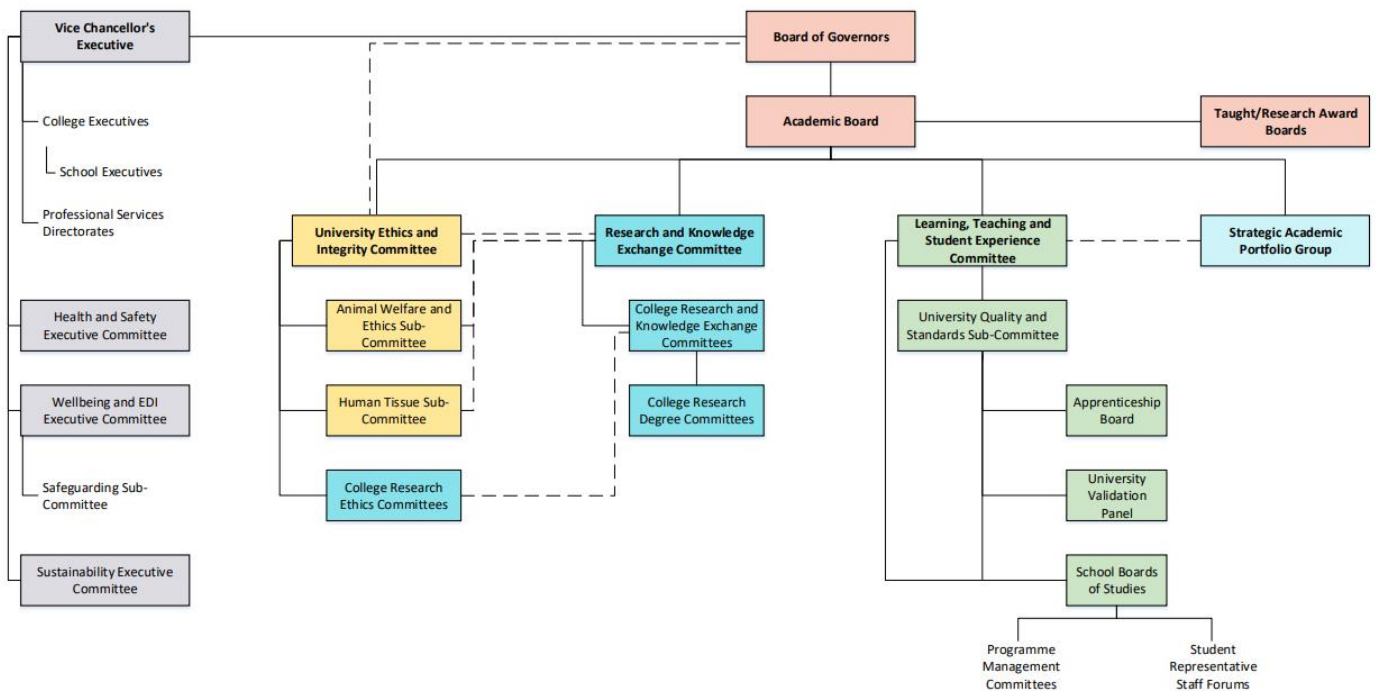 Vice Chancellor's
Executive
Board of Governors
College Executives
Academic Board
Taught/Research Award
Boards
School Executives
Professional Services
Directorates
University Ethics and
Integrity Committee
Research and Knowledge
Exchange Committee
Learning, Teaching and
Student Experience
Committee
Strategic Academic
Portfolio Group
Health and Safety
Executive Committee
Animal Welfare and
Ethics Sub-
Committee
College Research and
Knowledge Exchange
Committees
University Quality and
Standards Sub-Committee
Wellbeing and EDI
Executive Committee
Human Tissue Sub-
Committee
College Research
Degree Committees
Apprenticeship
Board
Safeguarding Sub-
Committee
College Research
Ethics Committees
University
Validation
Panel
Sustainability Executive
Committee
School Boards
of Studies
Programme
Management
Committees
Student
Representative
Staff Forums